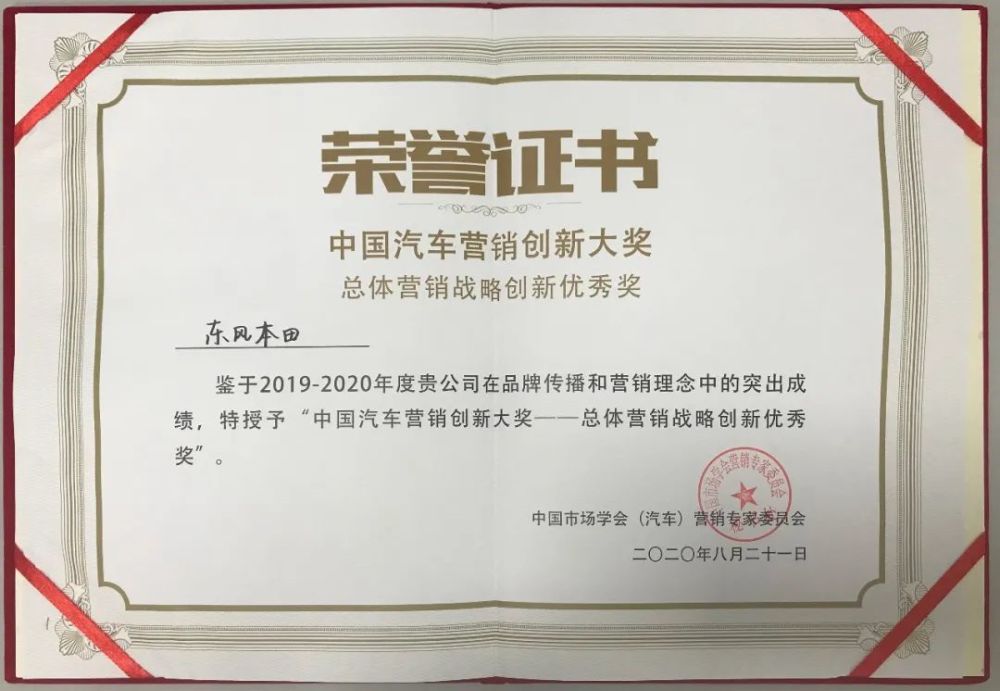 荣誉证书
中国汽车营销创新大奖
总体营销战略创新优秀奖
东风本田
鉴于2019-2020年度贵公司在品牌传播和营销理念中的突出成
绩，特授予“中国汽车营销创新大奖——总体营销战略创新优秀
奖”。
中国市场学会（汽车）营销专家委员会
二〇二〇年八月二十一日